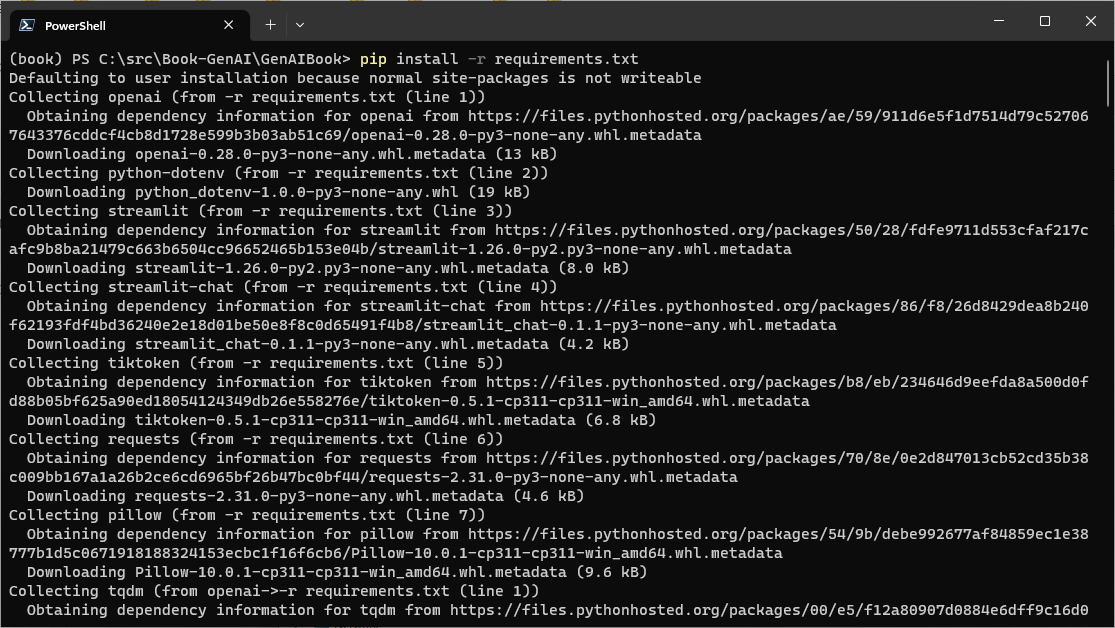 PowerShell
(book) PS C:\src\Book-GenAI\GenAIBook> pip install -r requirements.txt
Defaulting to user installation because normal site-packages is not writeable
Collecting openai (from -r requirements.txt (line 1))
  Obtaining dependency information for openai from https://files.pythonhosted.org/packages/ae/59/911d6e5f1d7514d79c52706
7643376cddcf4cb8d1728e599b3b03ab51c69/openai-0.28.0-py3-none-any.whl.metadata
  Downloading openai-0.28.0-py3-none-any.whl.metadata (13 kB)
Collecting python-dotenv (from -r requirements.txt (line 2))
  Downloading python_dotenv-1.0.0-py3-none-any.whl (19 kB)
Collecting streamlit (from -r requirements.txt (line 3))
  Obtaining dependency information for streamlit from https://files.pythonhosted.org/packages/50/28/fdfe9711d553cfaf217c
afc9b8ba21479c663b6504cc96652465b153e04b/streamlit-1.26.0-py2.py3-none-any.whl.metadata
  Downloading streamlit-1.26.0-py2.py3-none-any.whl.metadata (8.0 kB)
Collecting streamlit-chat (from -r requirements.txt (line 4))
  Obtaining dependency information for streamlit-chat from https://files.pythonhosted.org/packages/86/f8/26d8429dea8b240
f62193fdf4bd36240e2e18d01be50e8f8c0d65491f4b8/streamlit_chat-0.1.1-py3-none-any.whl.metadata
  Downloading streamlit_chat-0.1.1-py3-none-any.whl.metadata (4.2 kB)
Collecting tiktoken (from -r requirements.txt (line 5))
  Obtaining dependency information for tiktoken from https://files.pythonhosted.org/packages/b8/eb/234646d9eefda8a500d0f
d88b05bf625a90ed18054124349db26e558276e/tiktoken-0.5.1-cp311-cp311-win_amd64.whl.metadata
  Downloading tiktoken-0.5.1-cp311-cp311-win_amd64.whl.metadata (6.8 kB)
Collecting requests (from -r requirements.txt (line 6))
  Obtaining dependency information for requests from https://files.pythonhosted.org/packages/70/8e/0e2d847013cb52cd35b38
c009bb167a1a26b2ce6cd6965bf26b47bc0bf44/requests-2.31.0-py3-none-any.whl.metadata
  Downloading requests-2.31.0-py3-none-any.whl.metadata (4.6 kB)
Collecting pillow (from -r requirements.txt (line 7))
  Obtaining dependency information for pillow from https://files.pythonhosted.org/packages/54/9b/debe992677af84859ec1e38
777b1d5c0671918188324153ecbc1f16f6cb6/Pillow-10.0.1-cp311-cp311-win_amd64.whl.metadata
  Downloading Pillow-10.0.1-cp311-cp311-win_amd64.whl.metadata (9.6 kB)
Collecting tqdm (from openai->-r requirements.txt (line 1))
  Obtaining dependency information for tqdm from https://files.pythonhosted.org/packages/00/e5/f12a80907d0884e6dff9c16d0